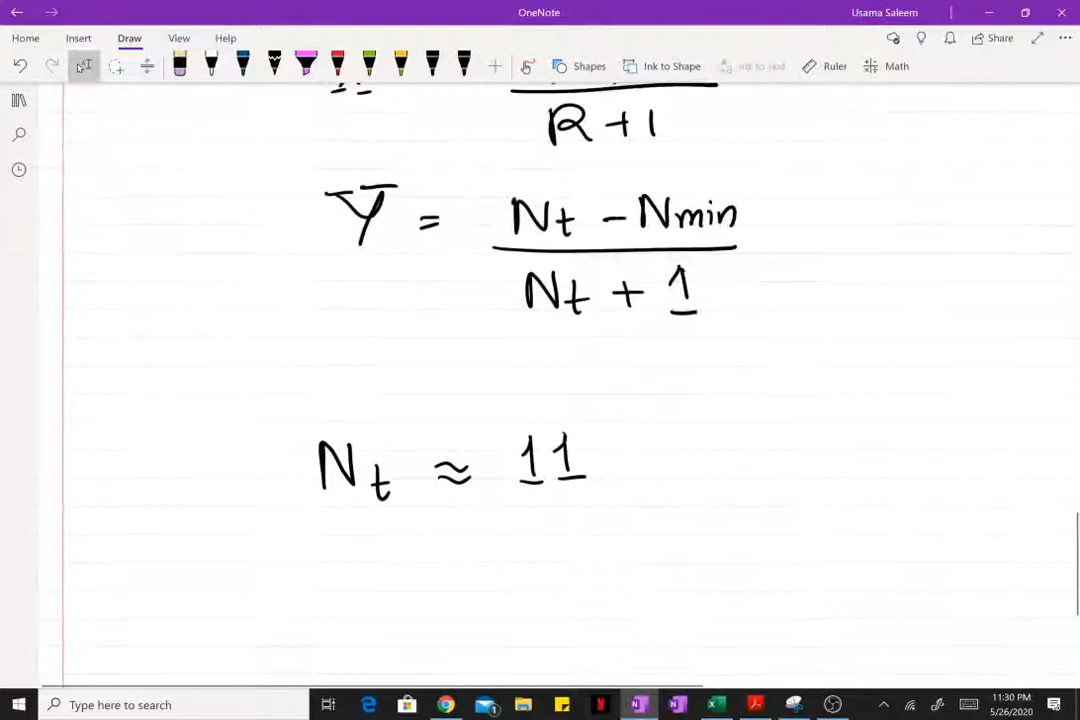 OneNote
Usama Saleem
Home Insert Draw View Help
Share
Shapes Ink to Shape Ink to Text Ruler Math
R + 1
Y = Nt - Nmin
Nt + 1
Nt ≈ 11
Type here to search
11:30 PM
5/26/2020